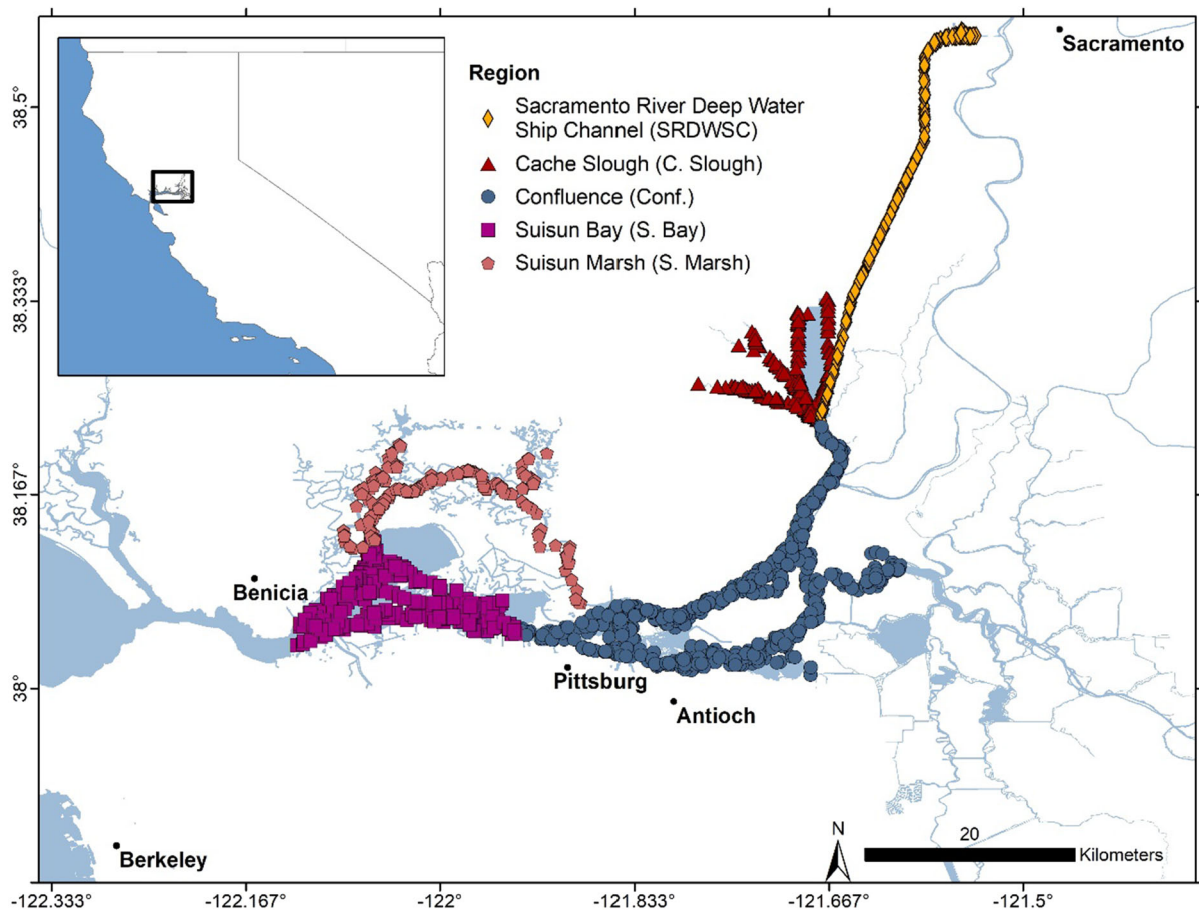 Sacramento
Region
Sacramento River Deep Water
Ship Channel (SRDWSC)
Cache Slough (C. Slough)
Confluence (Conf.)
Suisun Bay (S. Bay)
Suisun Marsh (S. Marsh)
38.5°
38.333°
38.167°
38°
Benicia
Pittsburg
Antioch
Berkeley
N
20
Kilometers
-122.333°
-122.167°
-122°
-121.833°
-121.667°
-121.5°